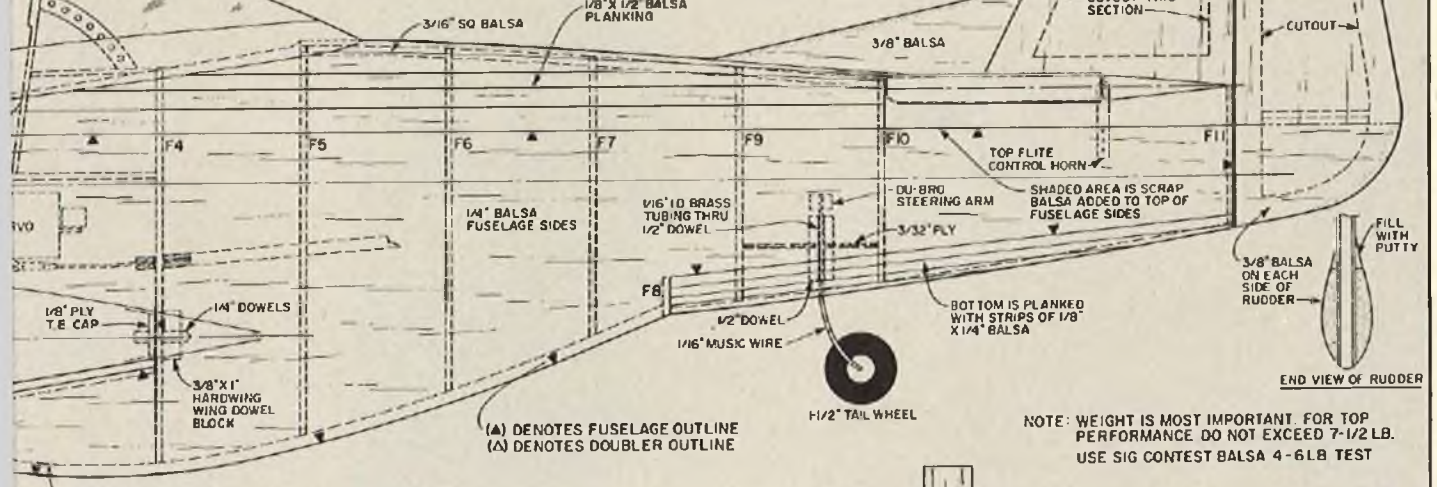 1/8" X 1/2" BALSA
PLANKING
3/16" SQ BALSA
3/8" BALSA
SECTION
CUTOUT
F4
F5
F6
F7
F9
F10
F11
TOP FLITE
CONTROL HORN
SHADED AREA IS SCRAP
BALSA ADDED TO TOP OF
FUSELAGE SIDES
DU-BRO
STEERING ARM
1/16" I D BRASS
TUBING THRU
1/2" DOWEL
3/32" PLY
1/4" BALSA
FUSELAGE SIDES
FILL
WITH
PUTTY
3/8" BALSA
ON EACH
SIDE OF
RUDDER
F8
1/8" PLY
T.E. CAP
1/4" DOWELS
1/2" DOWEL
1/16" MUSIC WIRE
BOTTOM IS PLANKED
WITH STRIPS OF 1/8"
X 1/4" BALSA
3/8" X 1"
HARDWING
WING DOWEL
BLOCK
END VIEW OF RUDDER
1-1/2" TAIL WHEEL
(▲) DENOTES FUSELAGE OUTLINE
(△) DENOTES DOUBLER OUTLINE
NOTE: WEIGHT IS MOST IMPORTANT. FOR TOP
PERFORMANCE DO NOT EXCEED 7-1/2 LB.
USE SIG CONTEST BALSA 4-6LB TEST